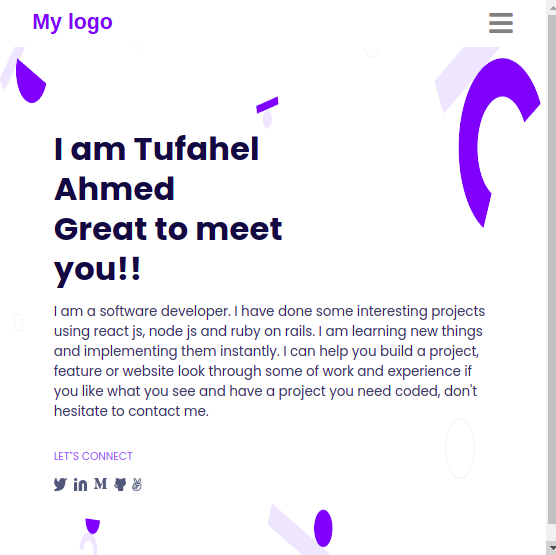 My logo
I am Tufahel
Ahmed
Great to meet
you!!
I am a software developer. I have done some interesting projects
using react js, node js and ruby on rails. I am learning new things
and implementing them instantly. I can help you build a project,
feature or website look through some of work and experience if
you like what you see and have a project you need coded, don't
hesitate to contact me.
LET'S CONNECT